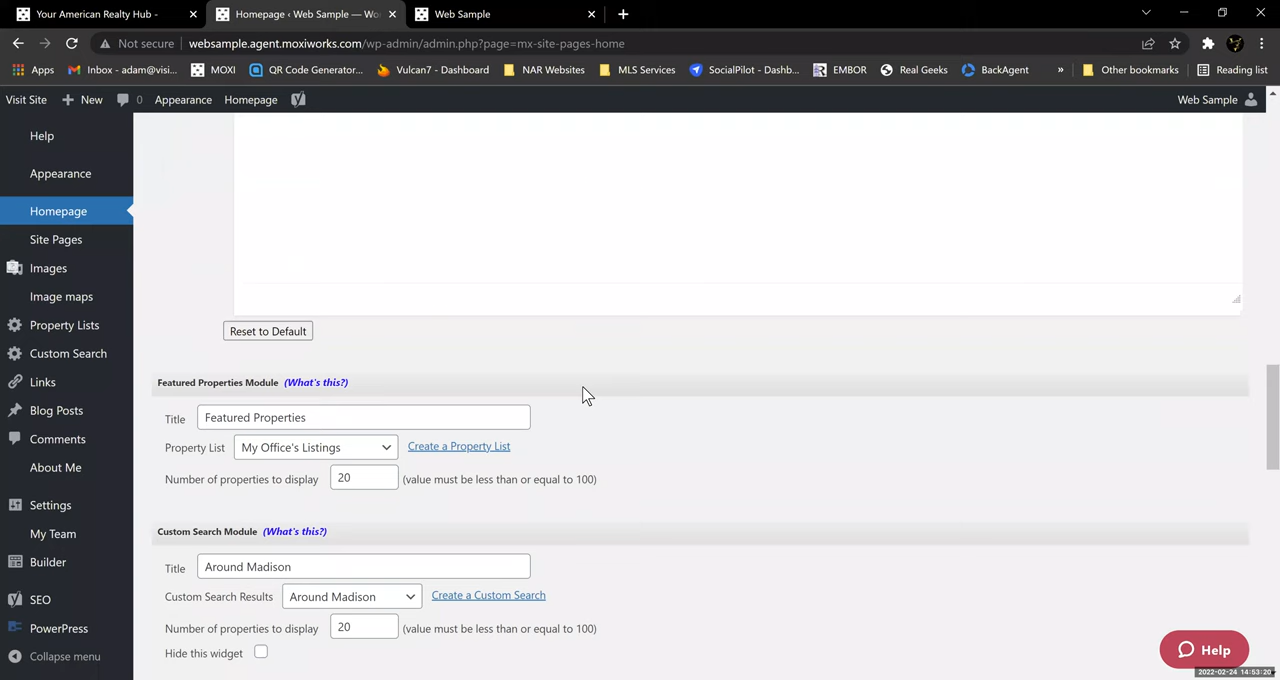 Your American Realty Hub -
Homepage ‹ Web Sample — Wo
Web Sample
Not secure
websample.agent.moxiworks.com/wp-admin/admin.php?page=mx-site-pages-home
Apps
Inbox - adam@visi...
MOXI
QR Code Generator...
Vulcan7 - Dashboard
NAR Websites
MLS Services
SocialPilot - Dashb...
EMBOR
Real Geeks
BackAgent
»
Other bookmarks
Reading list
Visit Site
New
0
Appearance
Homepage
Web Sample
Help
Appearance
Homepage
Site Pages
Images
Image maps
Property Lists
Custom Search
Links
Blog Posts
Comments
About Me
Settings
My Team
Builder
SEO
PowerPress
Collapse menu
Reset to Default
Featured Properties Module (What's this?)
Title Featured Properties
Property List My Office's Listings Create a Property List
Number of properties to display 20 (value must be less than or equal to 100)
Custom Search Module (What's this?)
Title Around Madison
Custom Search Results Around Madison Create a Custom Search
Number of properties to display 20 (value must be less than or equal to 100)
Hide this widget
Help
2022-02-24 14:53:20